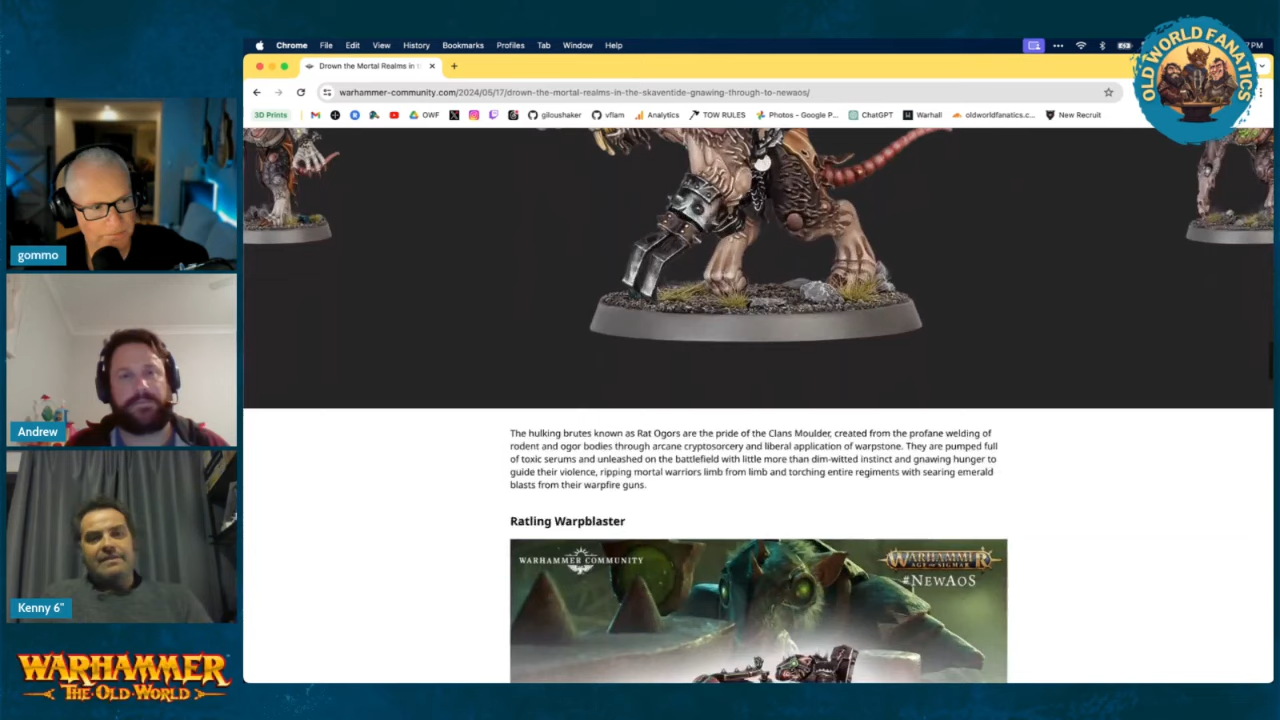 Chrome File Edit View History Bookmarks Profiles Tab Window Help
Drown the Mortal Realms in
warhammer-community.com/2024/05/17/drown-the-mortal-realms-in-the-skaventide-gnawing-through-to-newaos/
3D Prints OWF giloushaker vflam Analytics TOW RULES Photos - Google P... ChatGPT Warhall oldworldfanatics.c... New Recruit
OLD WORLD FANATICS
PM
gommo
Andrew
Kenny 6"
WARHAMMER
THE·OLD·WORLD
The hulking brutes known as Rat Ogors are the pride of the Clans Moulder, created from the profane welding of
rodent and ogor bodies through arcane cryptosorcery and liberal application of warpstone. They are pumped full
of toxic serums and unleashed on the battlefield with little more than dim-witted instinct and gnawing hunger to
guide their violence, ripping mortal warriors limb from limb and torching entire regiments with searing emerald
blasts from their warpfire guns.
Ratling Warpblaster
WARHAMMER COMMUNITY
WARHAMMER
AGE OF SIGMAR
#NEWAOS